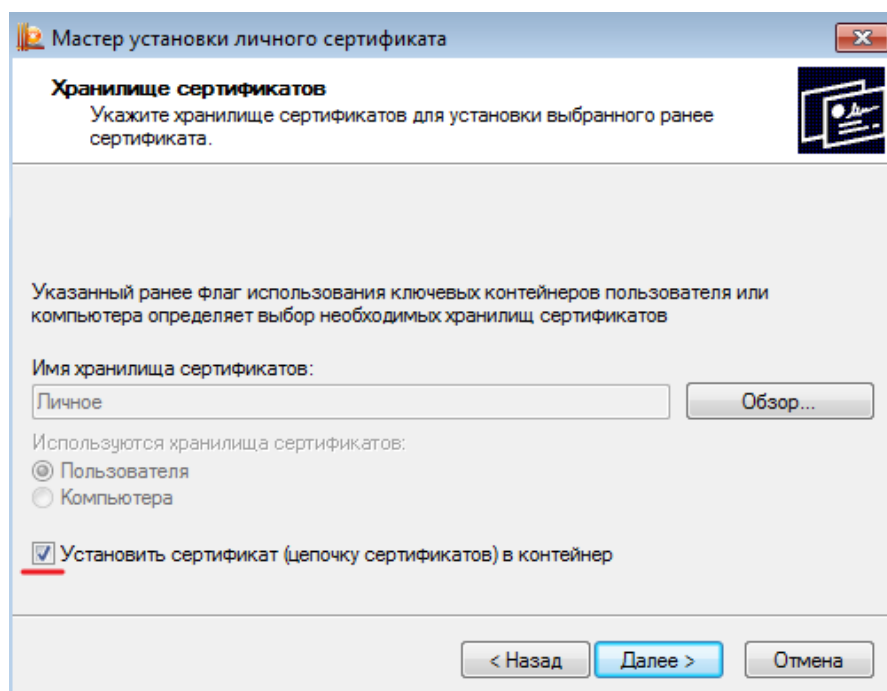 Мастер установки личного сертификата
Хранилище сертификатов
Укажите хранилище сертификатов для установки выбранного ранее
сертификата.
Указанный ранее флаг использования ключевых контейнеров пользователя или
компьютера определяет выбор необходимых хранилищ сертификатов
Имя хранилища сертификатов:
Личное
Обзор...
Используются хранилища сертификатов:
Пользователя
Компьютера
Установить сертификат (цепочку сертификатов) в контейнер
< Назад
Далее >
Отмена